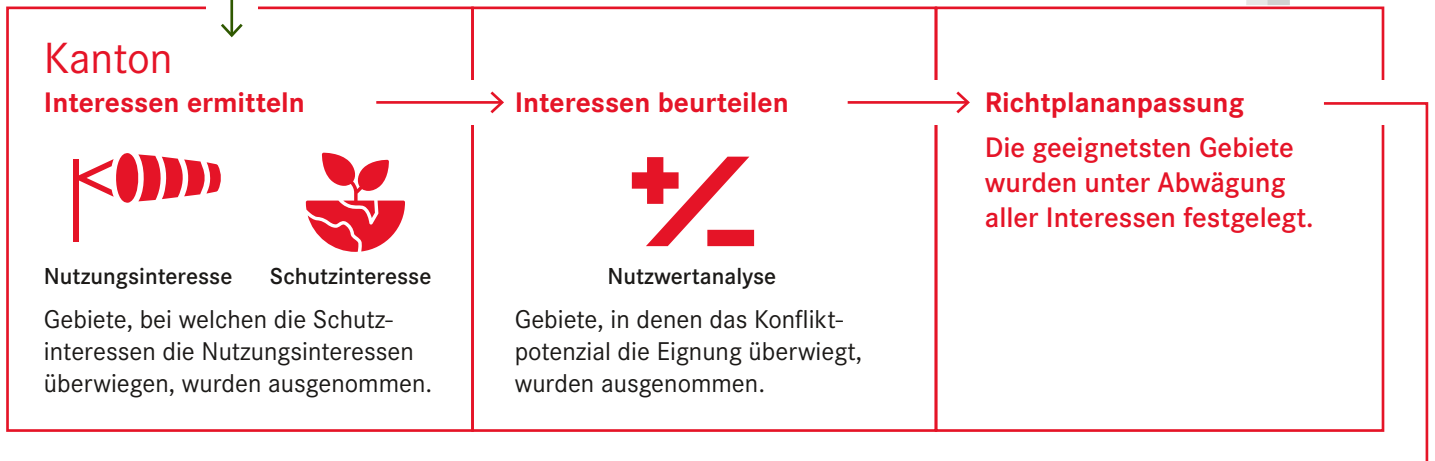 Kanton
Interessen ermitteln
Nutzungsinteresse
Schutzinteresse
Gebiete, bei welchen die Schutz-
interessen die Nutzungsinteressen
überwiegen, wurden ausgenommen.
Interessen beurteilen
Nutzwertanalyse
Gebiete, in denen das Konflikt-
potenzial die Eignung überwiegt,
wurden ausgenommen.
Richtplananpassung
Die geeignetsten Gebiete
wurden unter Abwägung
aller Interessen festgelegt.